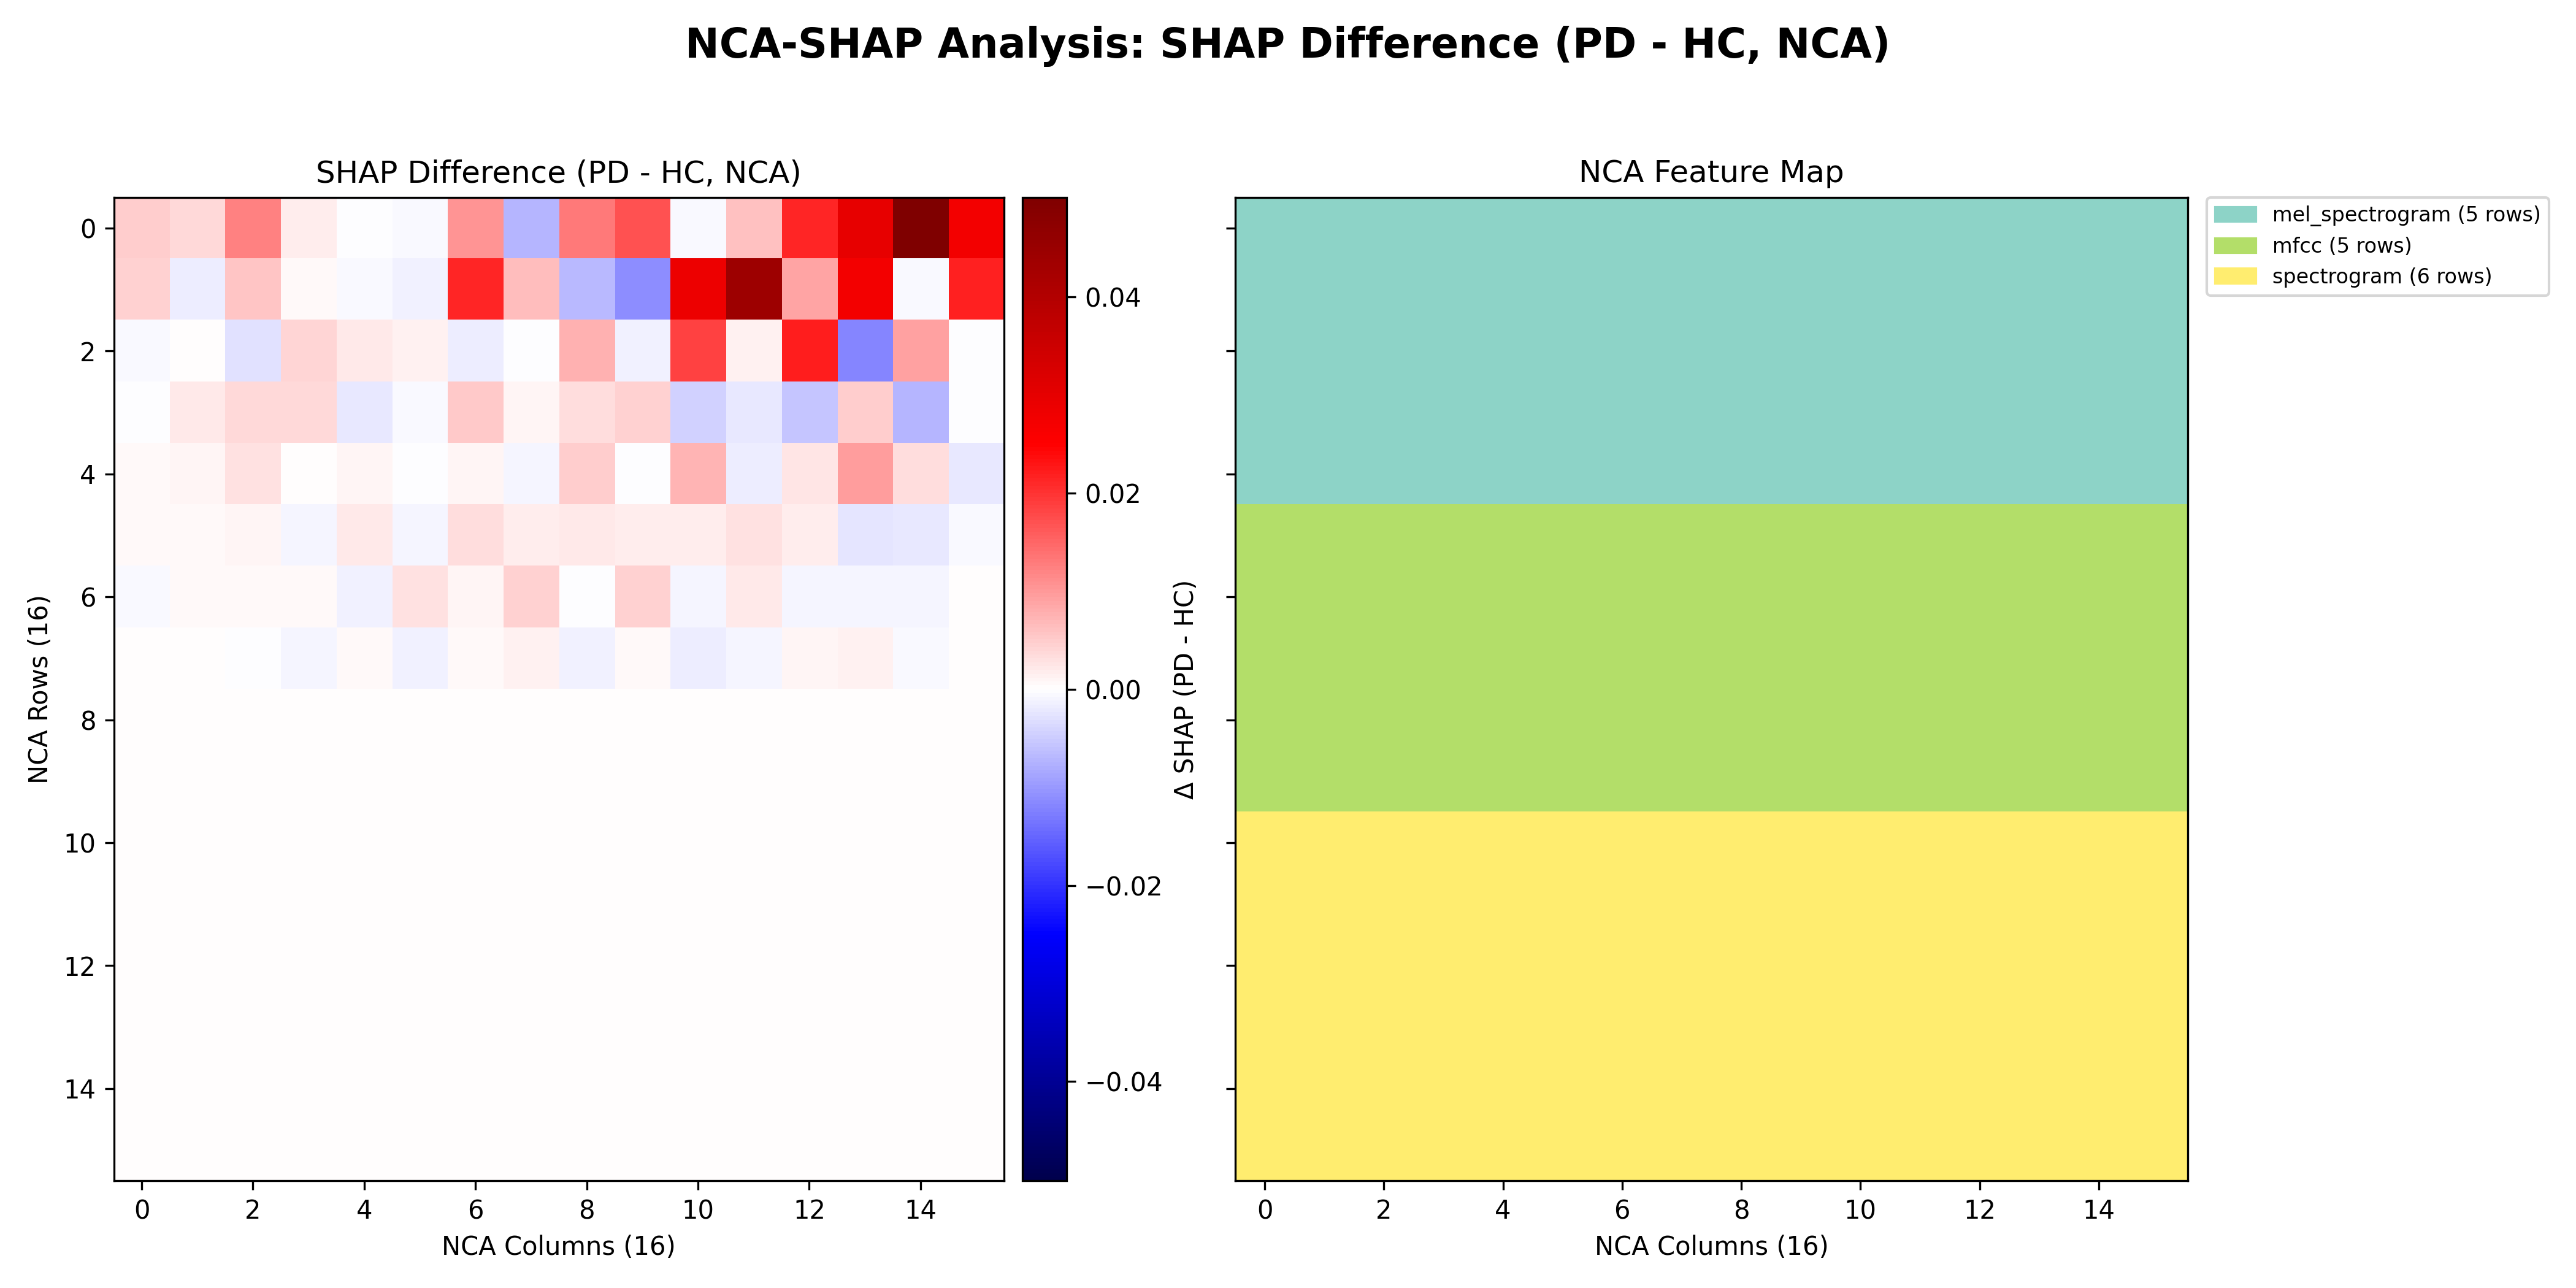 NCA-SHAP Analysis: SHAP Difference (PD - HC, NCA)
SHAP Difference (PD - HC, NCA)
NCA Rows (16)
0
2
4
6
8
10
12
14
0 2 4 6 8 10 12 14
NCA Columns (16)
0.04
0.02
0.00
−0.02
−0.04
Δ SHAP (PD - HC)
NCA Feature Map
0 2 4 6 8 10 12 14
NCA Columns (16)
mel_spectrogram (5 rows)
mfcc (5 rows)
spectrogram (6 rows)